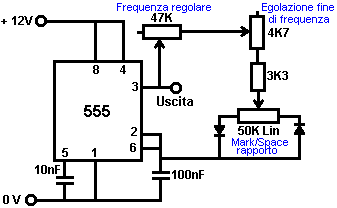 Frequenza regolare
47K
Egolazione fine
di frequenza
4K7
+ 12V
8
4
3
Uscita
555
3K3
2
6
50K Lin
Mark/Space
rapporto
10nF
5
1
100nF
0 V